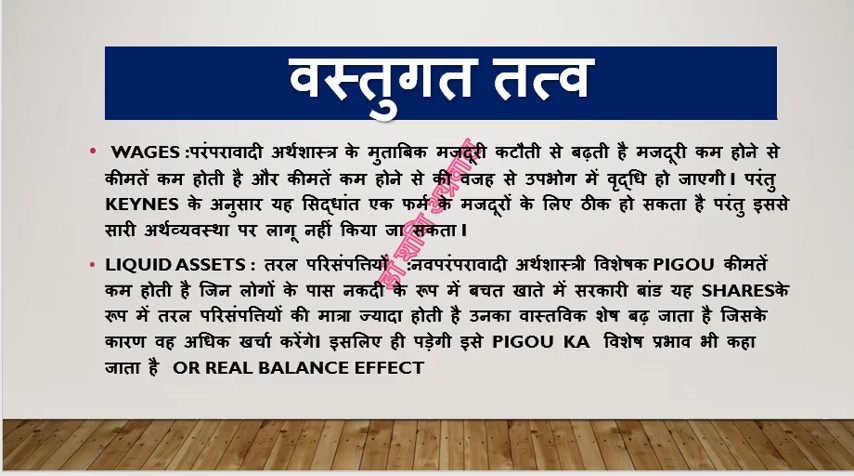 वस्तुगत तत्व
• WAGES :परंपरावादी अर्थशास्त्र के मुताबिक मजदूरी कटौती से बढ़ती है मजदूरी कम होने से
कीमतें कम होती है और कीमतें कम होने से की वजह से उपभोग में वृद्धि हो जाएगी I परंतु
KEYNES के अनुसार यह सिद्धांत एक फर्म के मजदूरों के लिए ठीक हो सकता है परंतु इससे
सारी अर्थव्यवस्था पर लागू नहीं किया जा सकता I
• LIQUID ASSETS : तरल परिसंपत्तियों :नवपरंपरावादी अर्थशास्त्री विशेषक PIGOU कीमतें
कम होती है जिन लोगों के पास नकदी के रूप में बचत खाते में सरकारी बांड यह SHARESके
रूप में तरल परिसंपत्तियों की मात्रा ज्यादा होती है उनका वास्तविक शेष बढ़ जाता है जिसके
कारण वह अधिक खर्चा करेंगेI इसलिए ही पड़ेगी इसे PIGOU KA विशेष प्रभाव भी कहा
जाता है OR REAL BALANCE EFFECT
डॉ शशि अग्रवाल